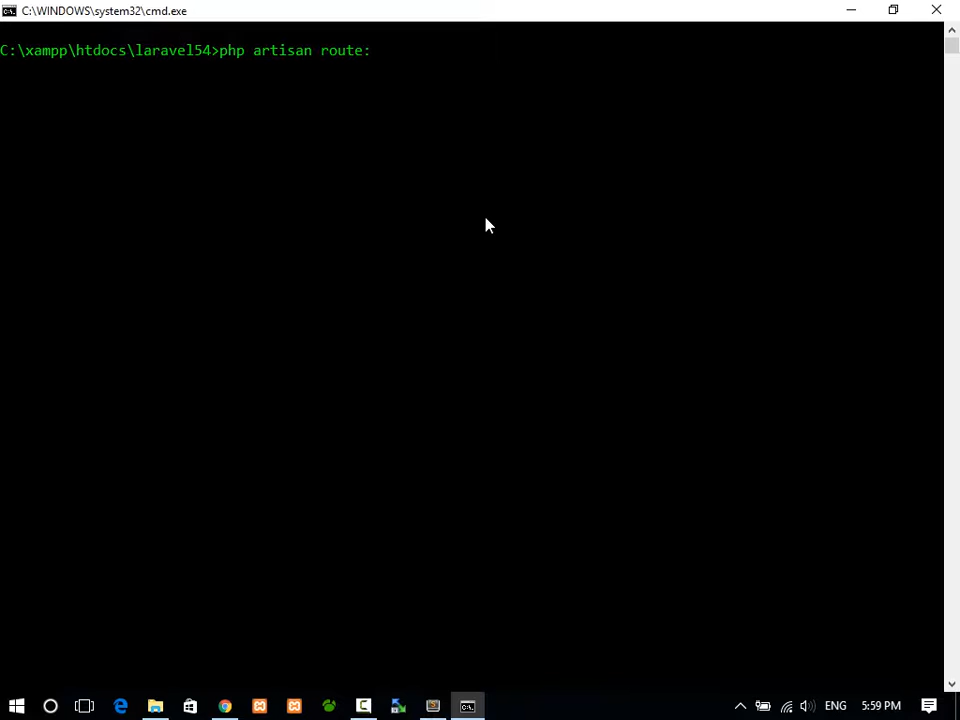 C:\WINDOWS\system32\cmd.exe
C:\xampp\htdocs\laravel54>php artisan route:
ENG
5:59 PM